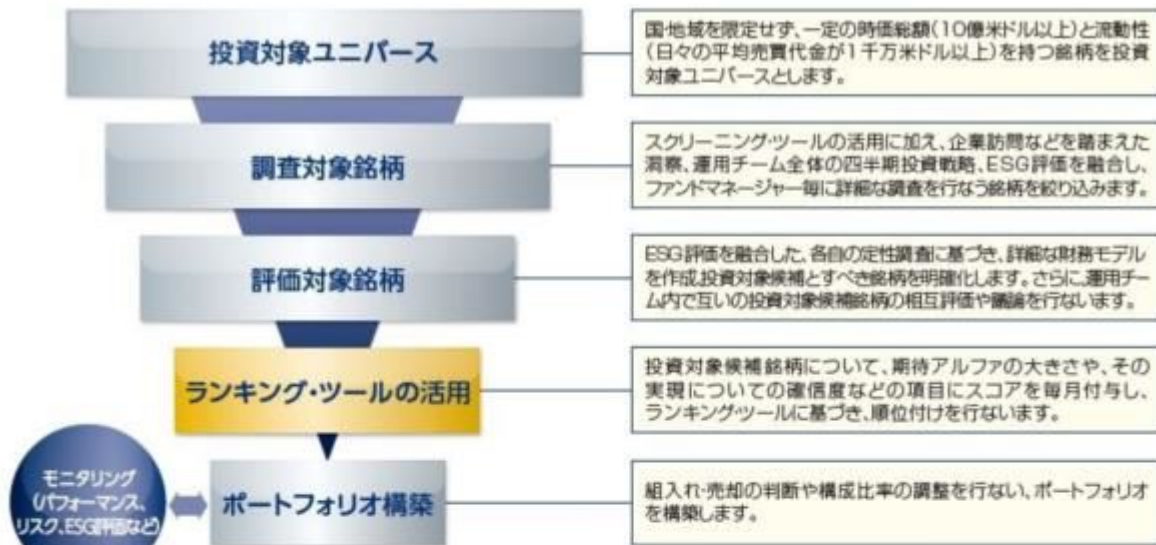 投資対象ユニバース
国・地域を限定せず、一定の時価総額(10億米ドル以上)と流動性
(日々の平均売買代金が1千万米ドル以上)を持つ銘柄を投資
対象ユニバースとします。
調査対象銘柄
スクリーニング・ツールの活用に加え、企業訪問などを踏まえた
洞察、運用チーム全体の四半期投資戦略、ESG評価を融合し、
ファンドマネージャー毎に詳細な調査を行なう銘柄を絞り込みます。
評価対象銘柄
ESG評価を融合した、各自の定性調査に基づき、詳細な財務モデル
を作成、投資対象候補とすべき銘柄を明確化します。さらに、運用チー
ム内で互いの投資対象候補銘柄の相互評価や議論を行ないます。
ランキング・ツールの活用
投資対象候補銘柄について、期待アルファの大きさや、その
実現についての確信度などの項目にスコアを毎月付与し、
ランキング・ツールに基づき、順位付けを行ないます。
モニタリング
(パフォーマンス、
リスク、ESG評価など)
ポートフォリオ構築
組入れ・売却の判断や構成比率の調整を行ない、ポートフォリオ
を構築します。